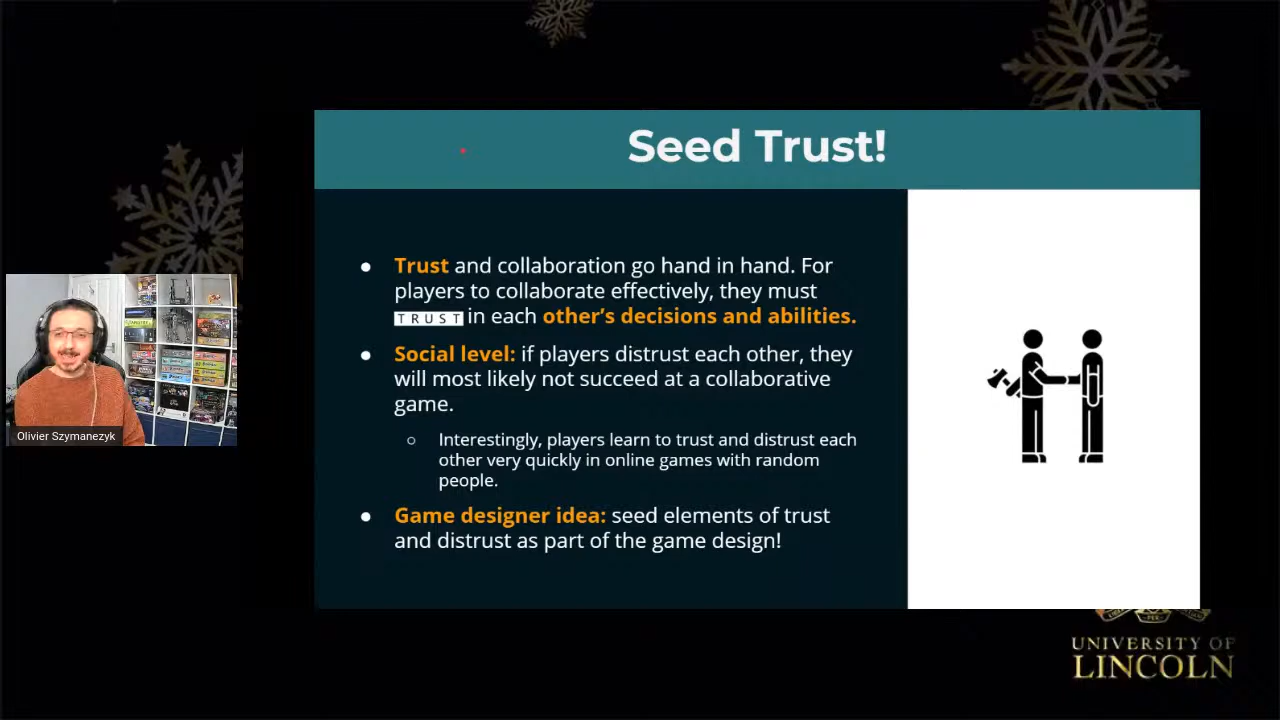 Seed Trust!
● Trust and collaboration go hand in hand. For
players to collaborate effectively, they must
TRUST in each other's decisions and abilities.
● Social level: if players distrust each other, they
will most likely not succeed at a collaborative
game.
○ Interestingly, players learn to trust and distrust each
other very quickly in online games with random
people.
● Game designer idea: seed elements of trust
and distrust as part of the game design!
Olivier Szymanezyk
UNIVERSITY OF
LINCOLN